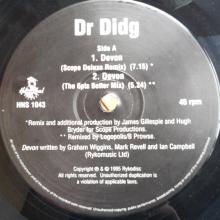 Dr Didg
Side A
1. Devon
(Scope Deluxe Remix) (7.15) *
2. Devon
(The 6pts Better Mix) (5.24) **
HNS 1043
45 rpm
*Remix and additional production by James Gillespie and Hugh
Bryder for Scope Productions.
** Remixed by Logopolis/B Prowse.
Devon written by Graham Wiggins, Mark Revell and Ian Campbell
(Rykomusic Ltd)
Copyright © & ℗ 1995 Rykodisc
All rights reserved.
Unauthorized duplication is
a violation of
applicable laws.